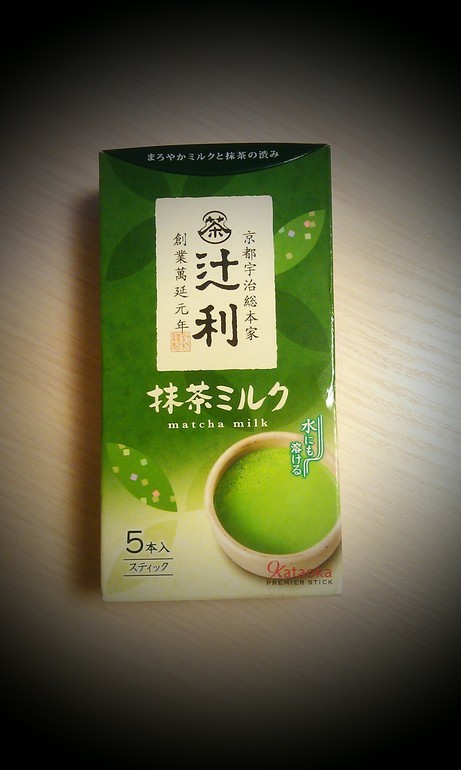 まろやかミルクと抹茶の渋み
茶
京都宇治総本家
辻利
創業萬延元年
抹茶ミルク
matcha milk
水にも
溶ける
5本入
スティック
Kataoka
PREMIER STICK